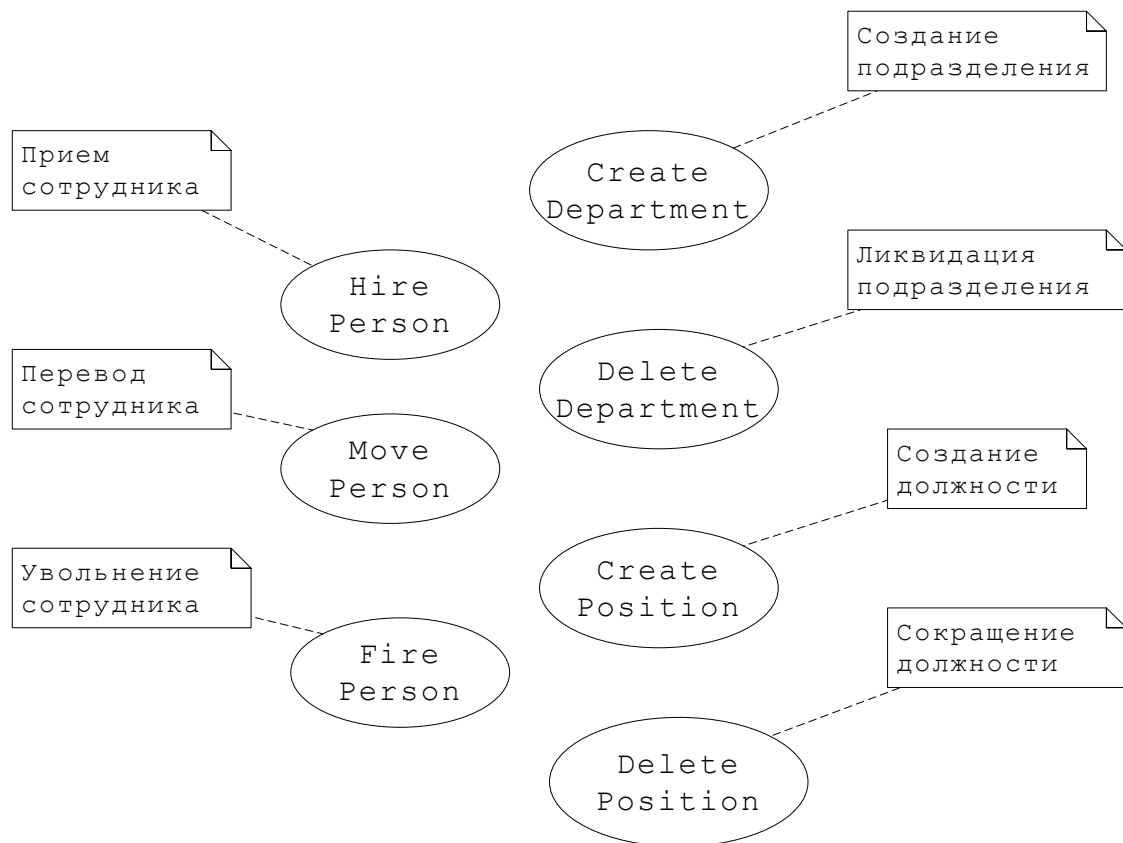 Прием
сотрудника
Hire
Person
Перевод
сотрудника
Move
Person
Увольнение
сотрудника
Fire
Person
Создание
подразделения
Create
Department
Ликвидация
подразделения
Delete
Department
Создание
должности
Create
Position
Сокращение
должности
Delete
Position